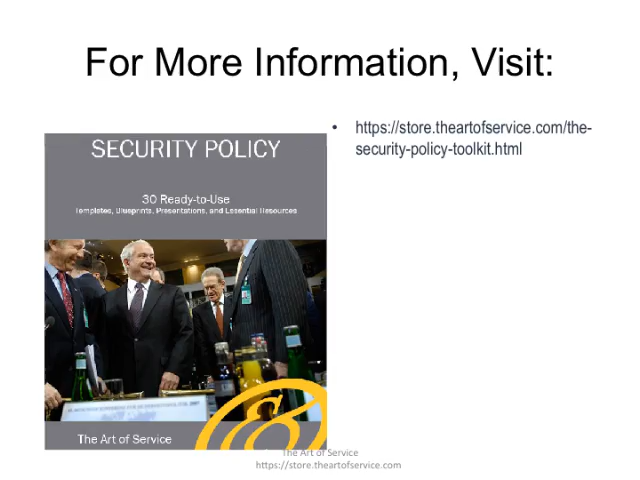 For More Information, Visit:
• https://store.theartofservice.com/the-
security-policy-toolkit.html
SECURITY POLICY
30 Ready-to-Use
Templates, Blueprints, Presentations, and Essential Resources
The Art of Service
The Art of Service
https://store.theartofservice.com